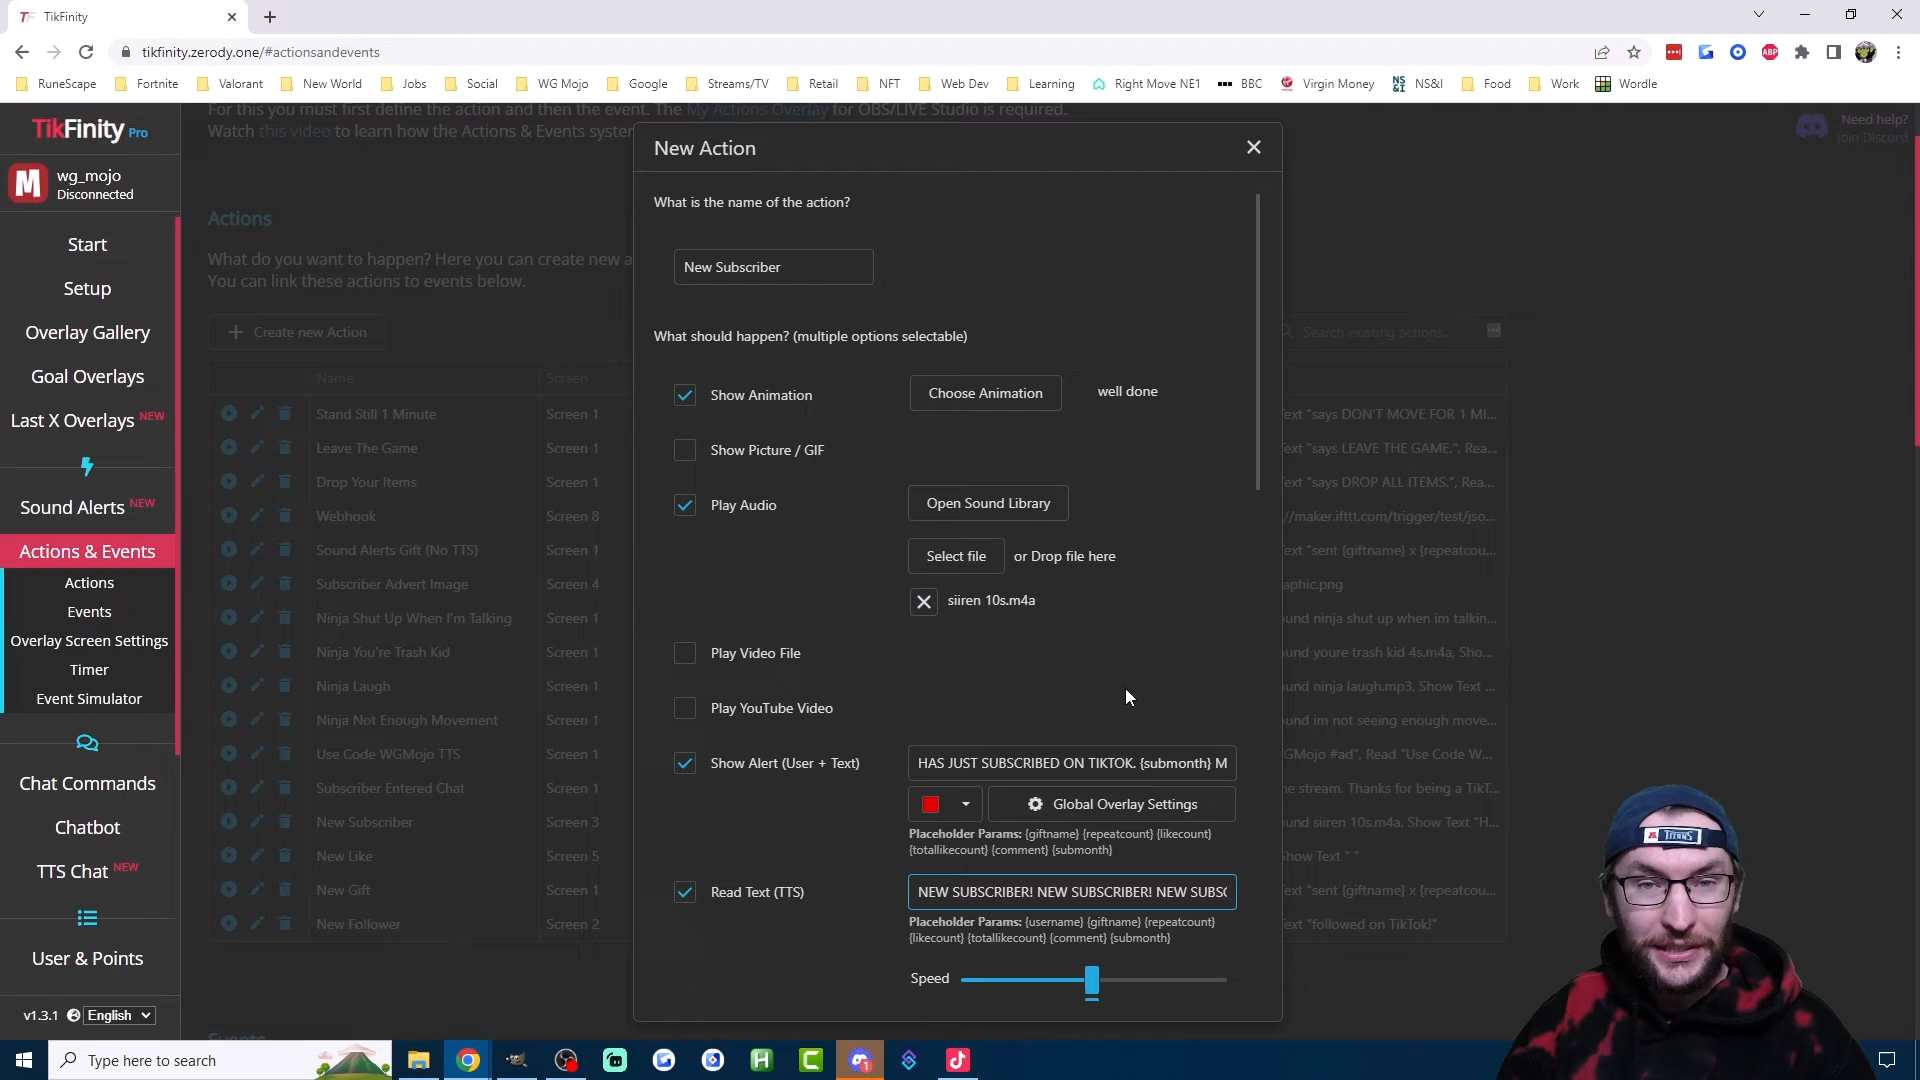 TikFinity
tikfinity.zerody.one/#actionsandevents
RuneScape
Fortnite
Valorant
New World
Jobs
Social
WG Mojo
Google
Streams/TV
Retail
NFT
Web Dev
Learning
Right Move NE1
BBC
Virgin Money
NS&I
Food
Work
Wordle
TikFinity Pro
wg_mojo
Disconnected
Start
Setup
Overlay Gallery
Goal Overlays
Last X Overlays NEW
Sound Alerts NEW
Actions & Events
Actions
Events
Overlay Screen Settings
Timer
Event Simulator
Chat Commands
Chatbot
TTS Chat NEW
User & Points
v1.3.1 English
For this you must first define the action and then the event. The My Actions Overlay for OBS/LIVE Studio is required.
Watch this video to learn how the Actions & Events syster
Need help?
Join Discord
Actions
What do you want to happen? Here you can create new a
You can link these actions to events below.
Create new Action
Search existing actions...
Name Screen
Stand Still 1 Minute Screen 1 ext "says DON'T MOVE FOR 1 MI...
Leave The Game Screen 1 ext "says LEAVE THE GAME.", Rea...
Drop Your Items Screen 1 ext "says DROP ALL ITEMS.", Rea...
Webhook Screen 8 //maker.ifttt.com/trigger/test/jso...
Sound Alerts Gift (No TTS) Screen 1 ext "sent {giftname} x {repeatcou...
Subscriber Advert Image Screen 4 aphic.png
Ninja Shut Up When I'm Talking Screen 1 und ninja shut up when im talkin...
Ninja You're Trash Kid Screen 1 und youre trash kid 4s.m4a, Sho...
Ninja Laugh Screen 1 und ninja laugh.mp3, Show Text ...
Ninja Not Enough Movement Screen 1 und im not seeing enough move...
Use Code WGMojo TTS Screen 1 GMojo #ad", Read "Use Code W...
Subscriber Entered Chat Screen 1 e stream. Thanks for being a TikT...
New Subscriber Screen 3 und siiren 10s.m4a, Show Text "H...
New Like Screen 5 how Text " "
New Gift Screen 1 ext "sent {giftname} x {repeatcou...
New Follower Screen 2 ext "followed on TikTok!"
Events
New Action
What is the name of the action?
New Subscriber
What should happen? (multiple options selectable)
Show Animation Choose Animation well done
Show Picture / GIF
Play Audio Open Sound Library
Select file or Drop file here
siiren 10s.m4a
Play Video File
Play YouTube Video
Show Alert (User + Text) HAS JUST SUBSCRIBED ON TIKTOK. {submonth} M
Global Overlay Settings
Placeholder Params: {giftname} {repeatcount} {likecount}
{totallikecount} {comment} {submonth}
Read Text (TTS) NEW SUBSCRIBER! NEW SUBSCRIBER! NEW SUBSC
Placeholder Params: {username} {giftname} {repeatcount}
{likecount} {totallikecount} {comment} {submonth}
Speed
TITANS
Type here to search